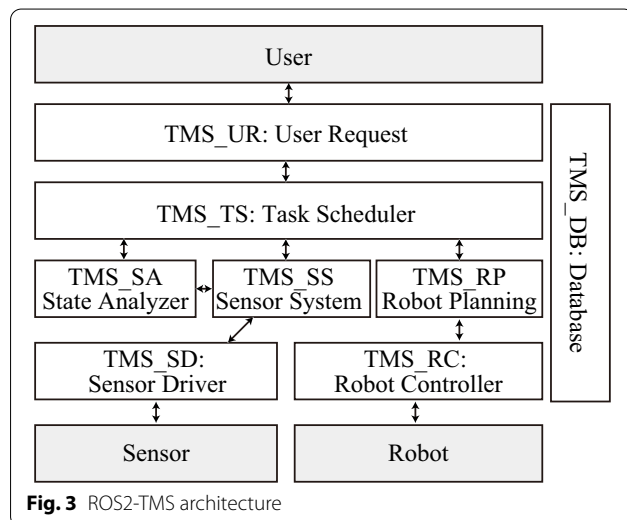 User
TMS_UR: User Request
TMS_TS: Task Scheduler
TMS_SA
State Analyzer
TMS_SS
Sensor System
TMS_RP
Robot Planning
TMS_SD:
Sensor Driver
TMS_RC:
Robot Controller
Sensor
Robot
TMS_DB: Database
Fig. 3 ROS2-TMS architecture